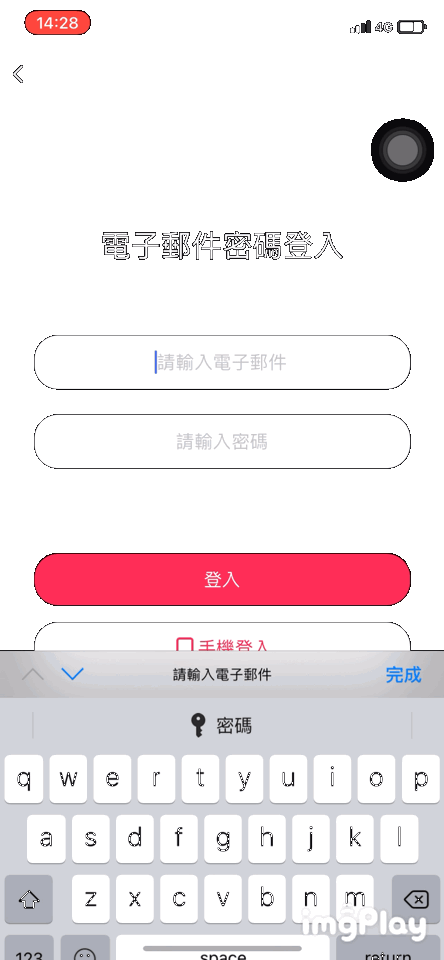 14:28
4G
電子郵件密碼登入
請輸入電子郵件
請輸入密碼
登入
手機登入
請輸入電子郵件
完成
密碼
q w e r t y u i o p
a s d f g h j k l
z x c v b n m
imgPlay
123
space
return